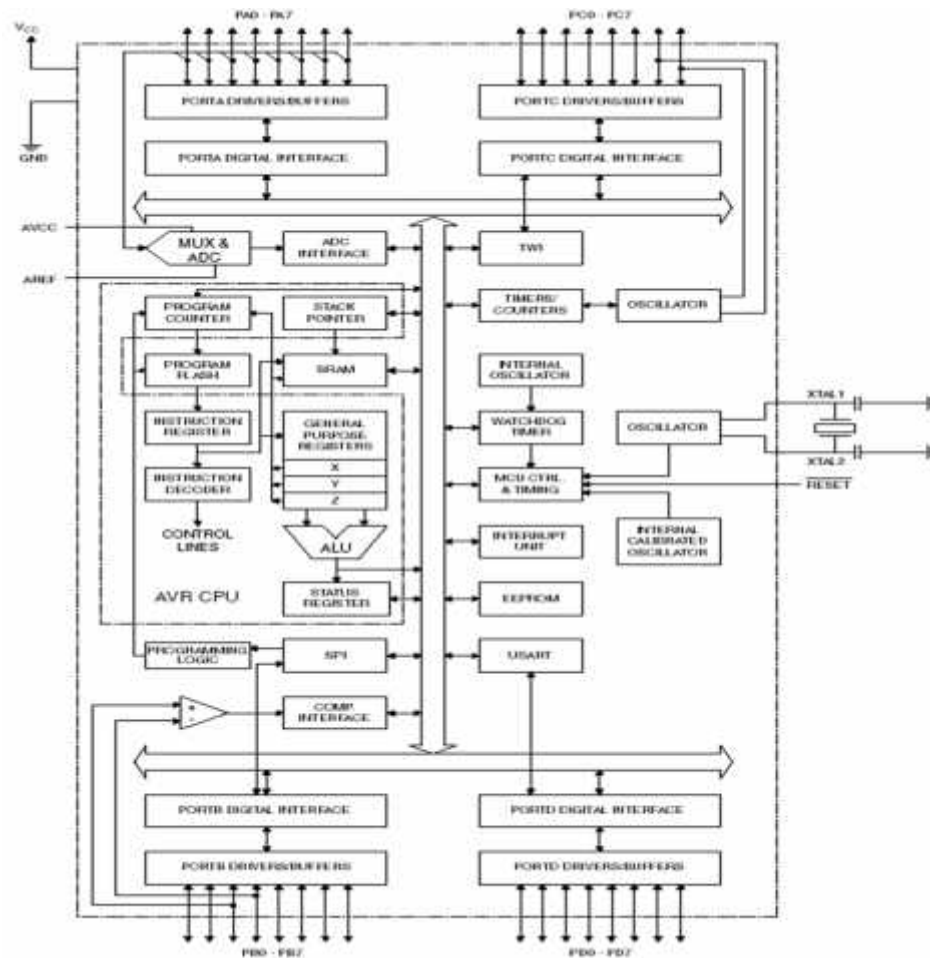 PA0 - PA7
PC0 - PC7
VCC
PORTA DRIVERS/BUFFERS
PORTC DRIVERS/BUFFERS
GND
PORTA DIGITAL INTERFACE
PORTC DIGITAL INTERFACE
AVCC
MUX &
ADC
ADC
INTERFACE
TWI
AREF
PROGRAM
COUNTER
STACK
POINTER
TIMERS/
COUNTERS
OSCILLATOR
PROGRAM
FLASH
SRAM
INTERNAL
OSCILLATOR
XTAL1
INSTRUCTION
REGISTER
GENERAL
PURPOSE
REGISTERS
WATCHDOG
TIMER
OSCILLATOR
X
XTAL2
INSTRUCTION
DECODER
Y
MCU CTRL
& TIMING
RESET
Z
CONTROL
LINES
ALU
INTERRUPT
UNIT
INTERNAL
CALIBRATED
OSCILLATOR
AVR CPU
STATUS
REGISTER
EEPROM
PROGRAMMING
LOGIC
SPI
USART
+
-
COMP.
INTERFACE
PORTB DIGITAL INTERFACE
PORTD DIGITAL INTERFACE
PORTB DRIVERS/BUFFERS
PORTD DRIVERS/BUFFERS
PB0 - PB7
PD0 - PD7